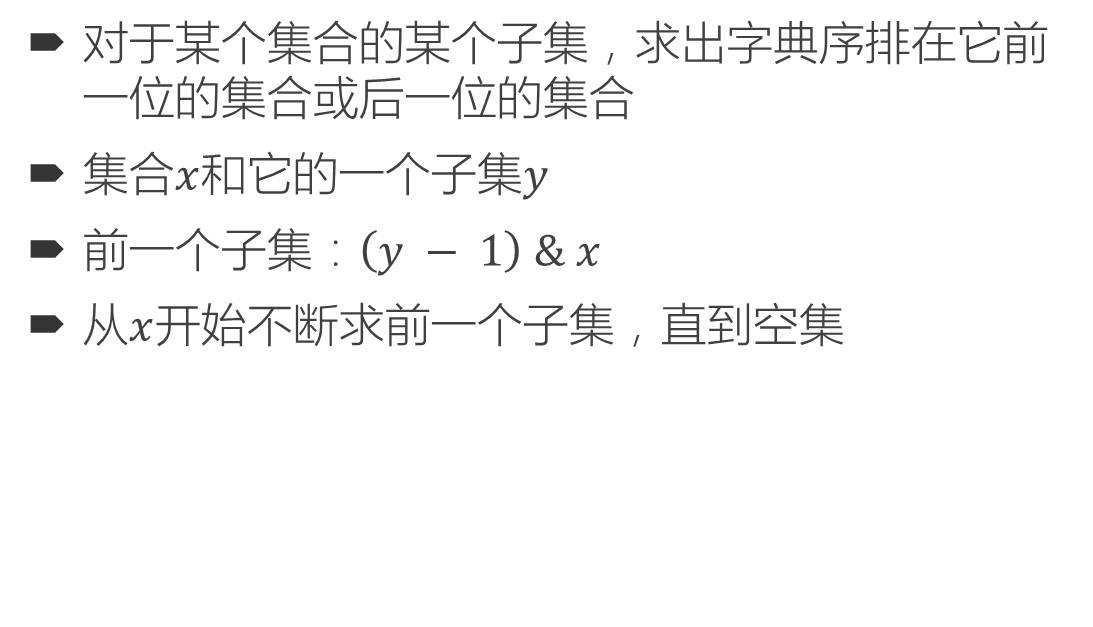 对于某个集合的某个子集，求出字典序排在它前
一位的集合或后一位的集合
集合x和它的一个子集y
前一个子集：(y − 1) & x
从x开始不断求前一个子集，直到空集